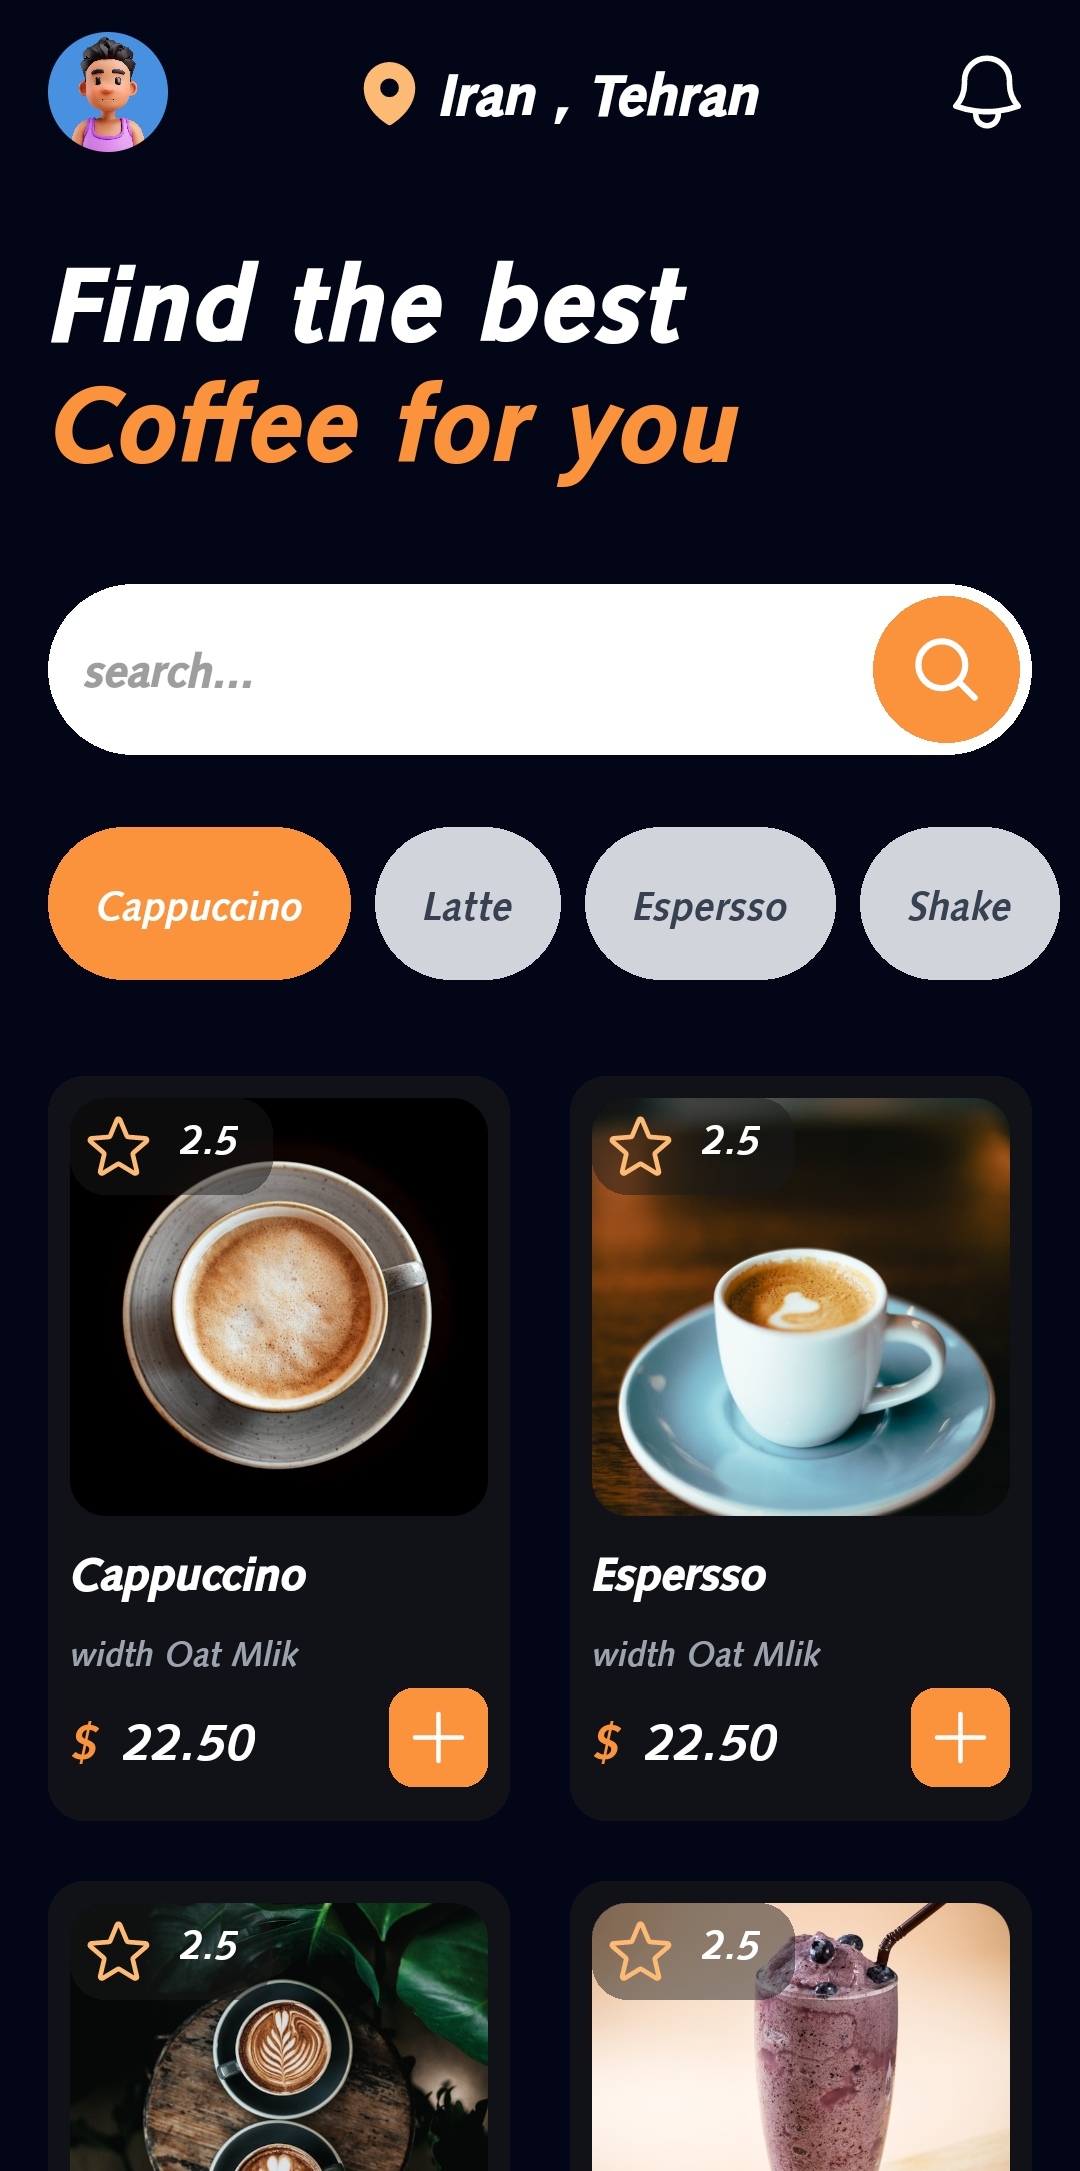 Iran , Tehran
Find the best
Coffee for you
search...
Cappuccino
Latte
Espersso
Shake
2.5
2.5
Cappuccino
Espersso
width Oat Mlik
width Oat Mlik
$ 22.50
$ 22.50
2.5
2.5